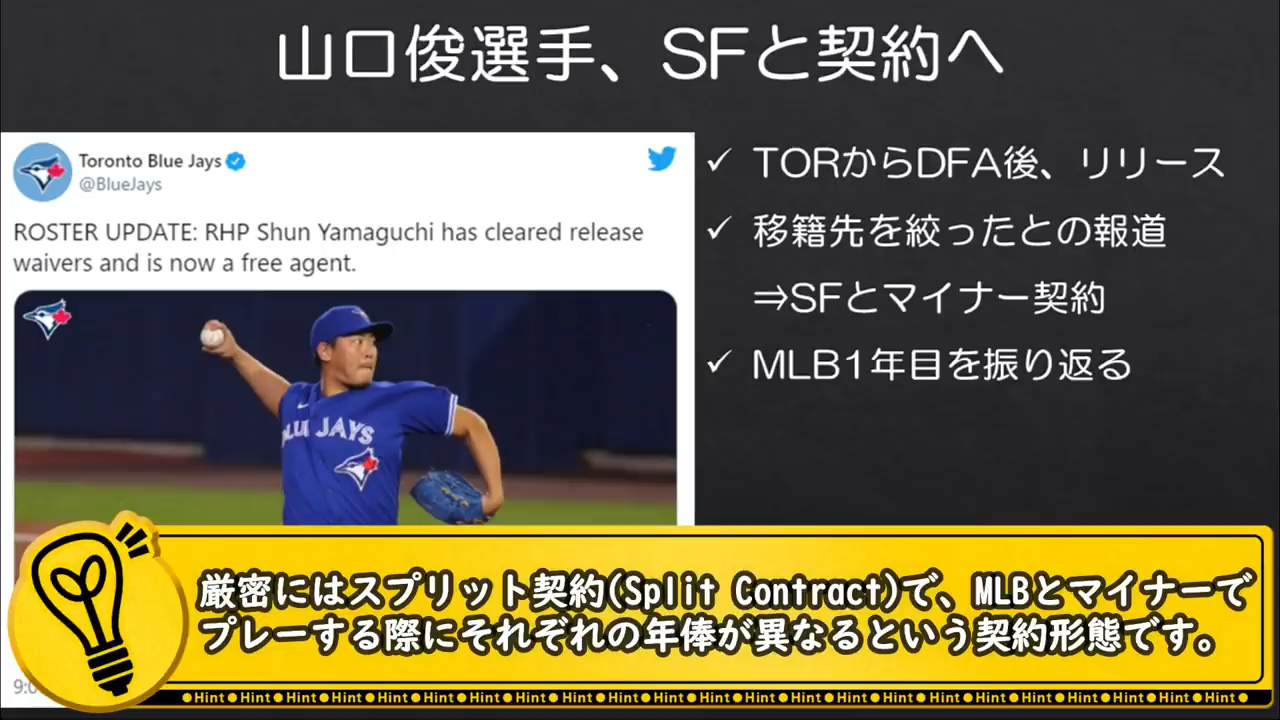 山口俊選手、SFと契約へ
Toronto Blue Jays
@BlueJays
ROSTER UPDATE: RHP Shun Yamaguchi has cleared release
waivers and is now a free agent.
BLUE JAYS
✓ TORからDFA後、リリース
✓ 移籍先を絞ったとの報道
⇒SFとマイナー契約
✓ MLB1年目を振り返る
厳密にはスプリット契約(Split Contract)で、MLBとマイナーで
プレーする際にそれぞれの年俸が異なるという契約形態です。
●Hint●Hint●Hint●Hint●Hint●Hint●Hint●Hint●Hint●Hint●Hint●Hint●Hint●Hint●Hint●Hint●Hint●Hint●Hint●Hint●Hint●Hint●Hint●